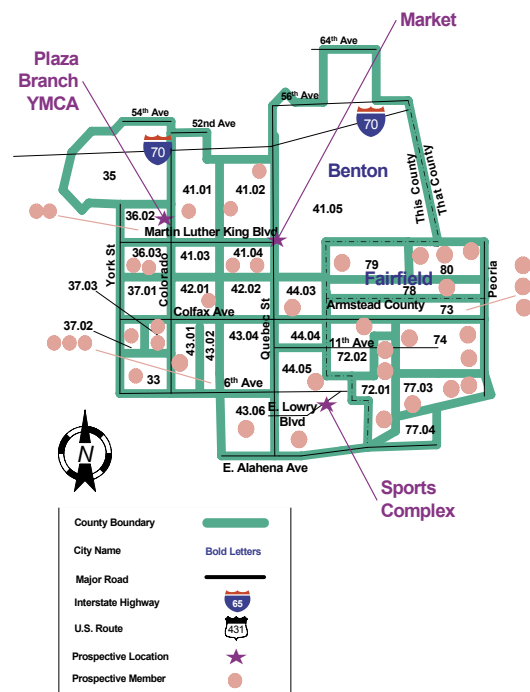 Market
Plaza
Branch
YMCA
64th Ave
56th Ave
54th Ave
52nd Ave
70
70
Benton
35
41.01
41.02
41.05
This County
That County
36.02
Martin Luther King Blvd
York St
Colorado
36.03
41.03
41.04
79
80
Fairfield
Peoria
37.03
37.01
42.01
42.02
44.03
78
Armstead County
73
Colfax Ave
Quebec St
37.02
43.01
43.02
43.04
44.04
11th Ave
74
72.02
33
6th Ave
44.05
72.01
77.03
43.06
E. Lowry
Blvd
77.04
E. Alahena Ave
N
Sports
Complex
County Boundary
City Name
Bold Letters
Major Road
Interstate Highway
65
U.S. Route
431
Prospective Location
Prospective Member